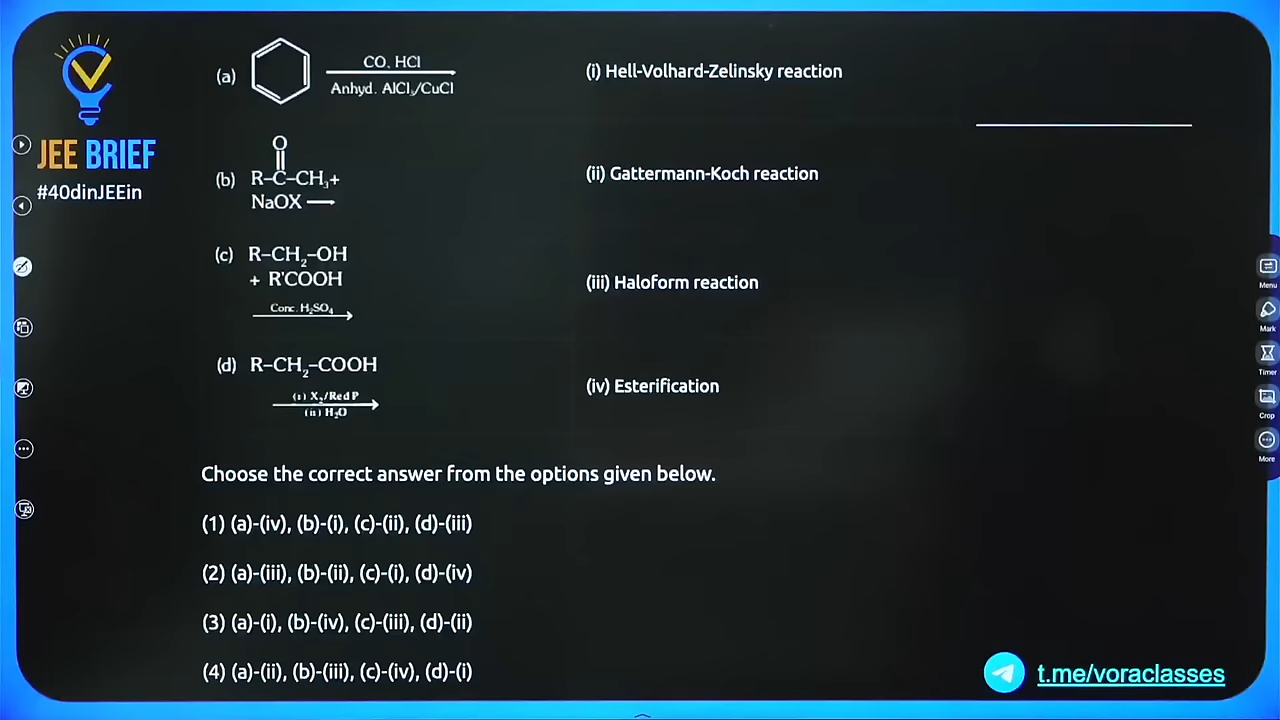 (a)
CO, HCl
Anhyd. AlCl₃/CuCl
(i) Hell-Volhard-Zelinsky reaction
JEE BRIEF
#40dinJEEin
O
(b) R–C–CH₃+
NaOX
(ii) Gattermann-Koch reaction
(c) R–CH₂–OH
+ R'COOH
Conc. H₂SO₄
(iii) Haloform reaction
(d) R–CH₂–COOH
(i) X₂/Red P
(ii) H₂O
(iv) Esterification
Choose the correct answer from the options given below.
(1) (a)-(iv), (b)-(i), (c)-(ii), (d)-(iii)
(2) (a)-(iii), (b)-(ii), (c)-(i), (d)-(iv)
(3) (a)-(i), (b)-(iv), (c)-(iii), (d)-(ii)
(4) (a)-(ii), (b)-(iii), (c)-(iv), (d)-(i)
t.me/voraclasses
Menu
Mark
Timer
Crop
More